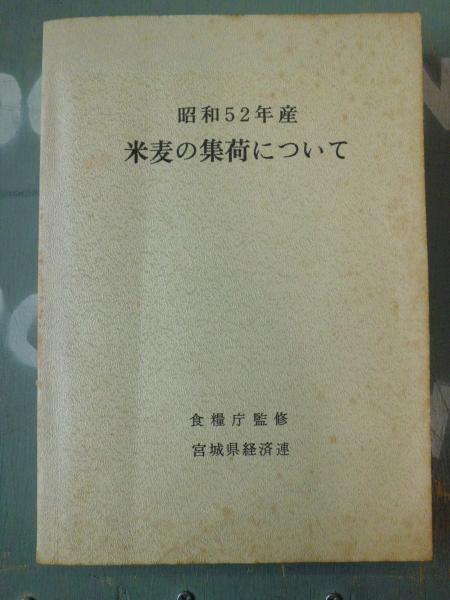 昭和52年産
米麦の集荷について
食糧庁監修
宮城県経済連